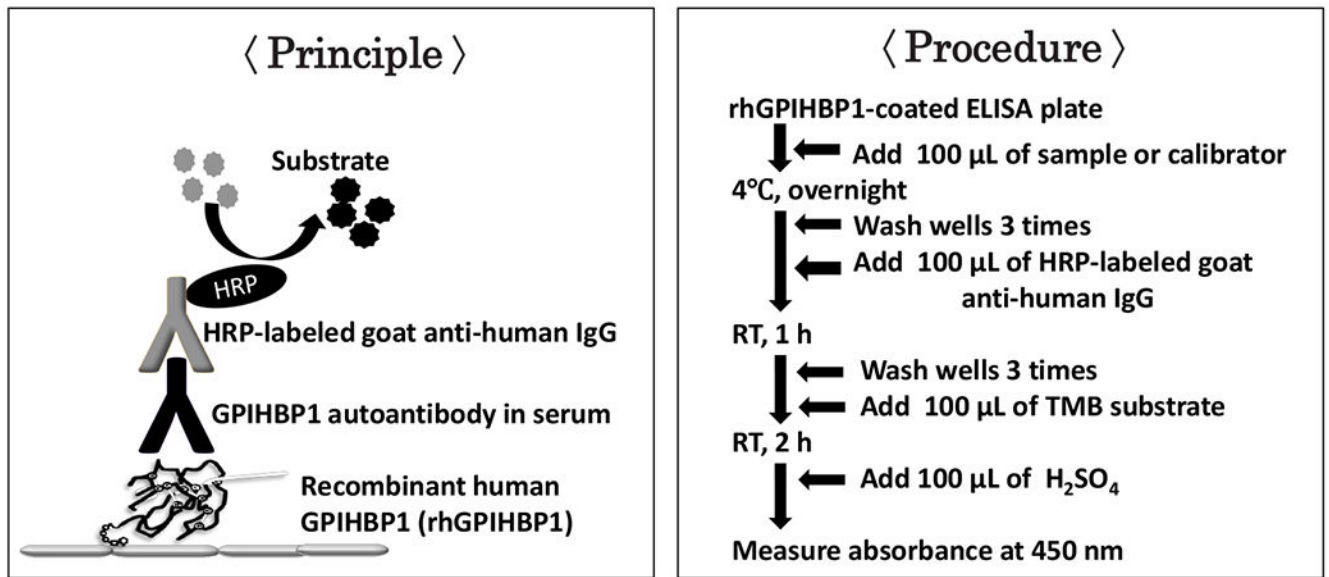 〈Principle〉
Substrate
HRP
HRP-labeled goat anti-human IgG
GPIHBP1 autoantibody in serum
Recombinant human
GPIHBP1 (rhGPIHBP1)
〈Procedure〉
rhGPIHBP1-coated ELISA plate
Add 100 µL of sample or calibrator
4℃, overnight
Wash wells 3 times
Add 100 µL of HRP-labeled goat
anti-human IgG
RT, 1 h
Wash wells 3 times
Add 100 µL of TMB substrate
RT, 2 h
Add 100 µL of H₂SO₄
Measure absorbance at 450 nm